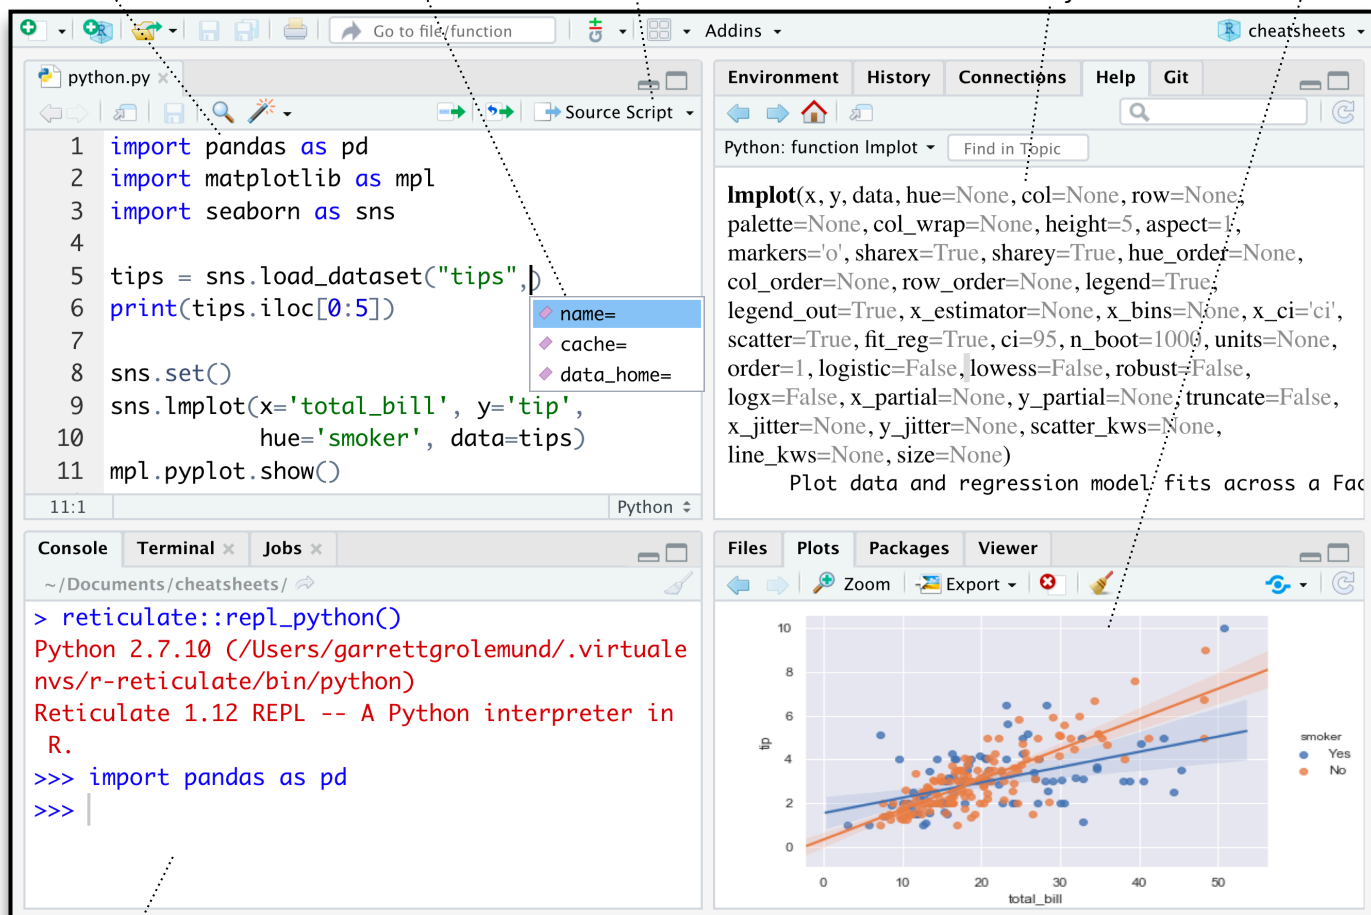 Go to file/function
Addins
cheatsheets
python.py
Source Script
1 import pandas as pd
2 import matplotlib as mpl
3 import seaborn as sns
4
5 tips = sns.load_dataset("tips",)
6 print(tips.iloc[0:5])
7
8 sns.set()
9 sns.lmplot(x='total_bill', y='tip',
10 hue='smoker', data=tips)
11 mpl.pyplot.show()
name=
cache=
data_home=
11:1
Python
Environment History Connections Help Git
Python: function lmplot
Find in Topic
lmplot(x, y, data, hue=None, col=None, row=None,
palette=None, col_wrap=None, height=5, aspect=1,
markers='o', sharex=True, sharey=True, hue_order=None,
col_order=None, row_order=None, legend=True,
legend_out=True, x_estimator=None, x_bins=None, x_ci='ci',
scatter=True, fit_reg=True, ci=95, n_boot=1000, units=None,
order=1, logistic=False, lowess=False, robust=False,
logx=False, x_partial=None, y_partial=None, truncate=False,
x_jitter=None, y_jitter=None, scatter_kws=None,
line_kws=None, size=None)
Plot data and regression model fits across a Fac
Console Terminal Jobs
~/Documents/cheatsheets/
> reticulate::repl_python()
Python 2.7.10 (/Users/garrettgrolemund/.virtuale
nvs/r-reticulate/bin/python)
Reticulate 1.12 REPL -- A Python interpreter in
R.
>>> import pandas as pd
>>>
Files Plots Packages Viewer
Zoom
Export
10
8
6
4
2
0
tip
0 10 20 30 40 50
total_bill
smoker
Yes
No